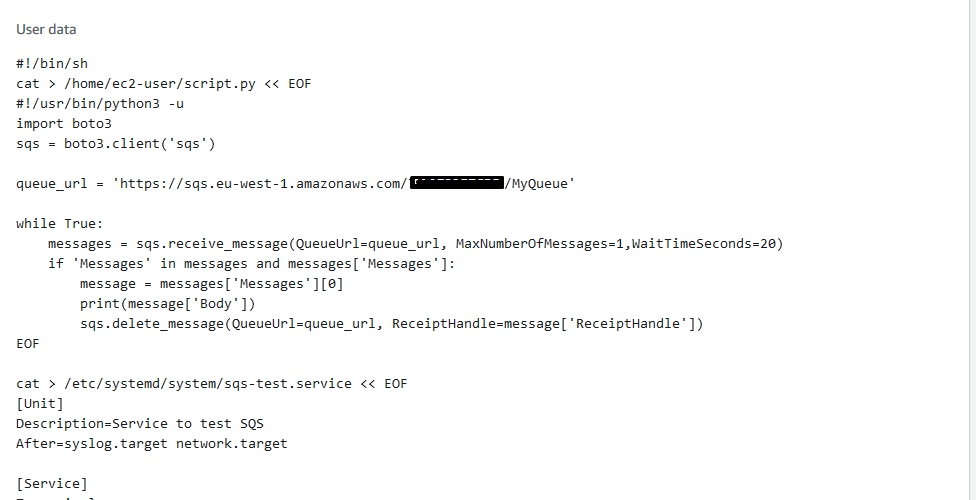 User data
#!/bin/sh
cat > /home/ec2-user/script.py << EOF
#!/usr/bin/python3 -u
import boto3
sqs = boto3.client('sqs')
queue_url = 'https://sqs.eu-west-1.amazonaws.com/ /MyQueue'
while True:
    messages = sqs.receive_message(QueueUrl=queue_url, MaxNumberOfMessages=1,WaitTimeSeconds=20)
    if 'Messages' in messages and messages['Messages']:
        message = messages['Messages'][0]
        print(message['Body'])
        sqs.delete_message(QueueUrl=queue_url, ReceiptHandle=message['ReceiptHandle'])
EOF
cat > /etc/systemd/system/sqs-test.service << EOF
[Unit]
Description=Service to test SQS
After=syslog.target network.target
[Service]